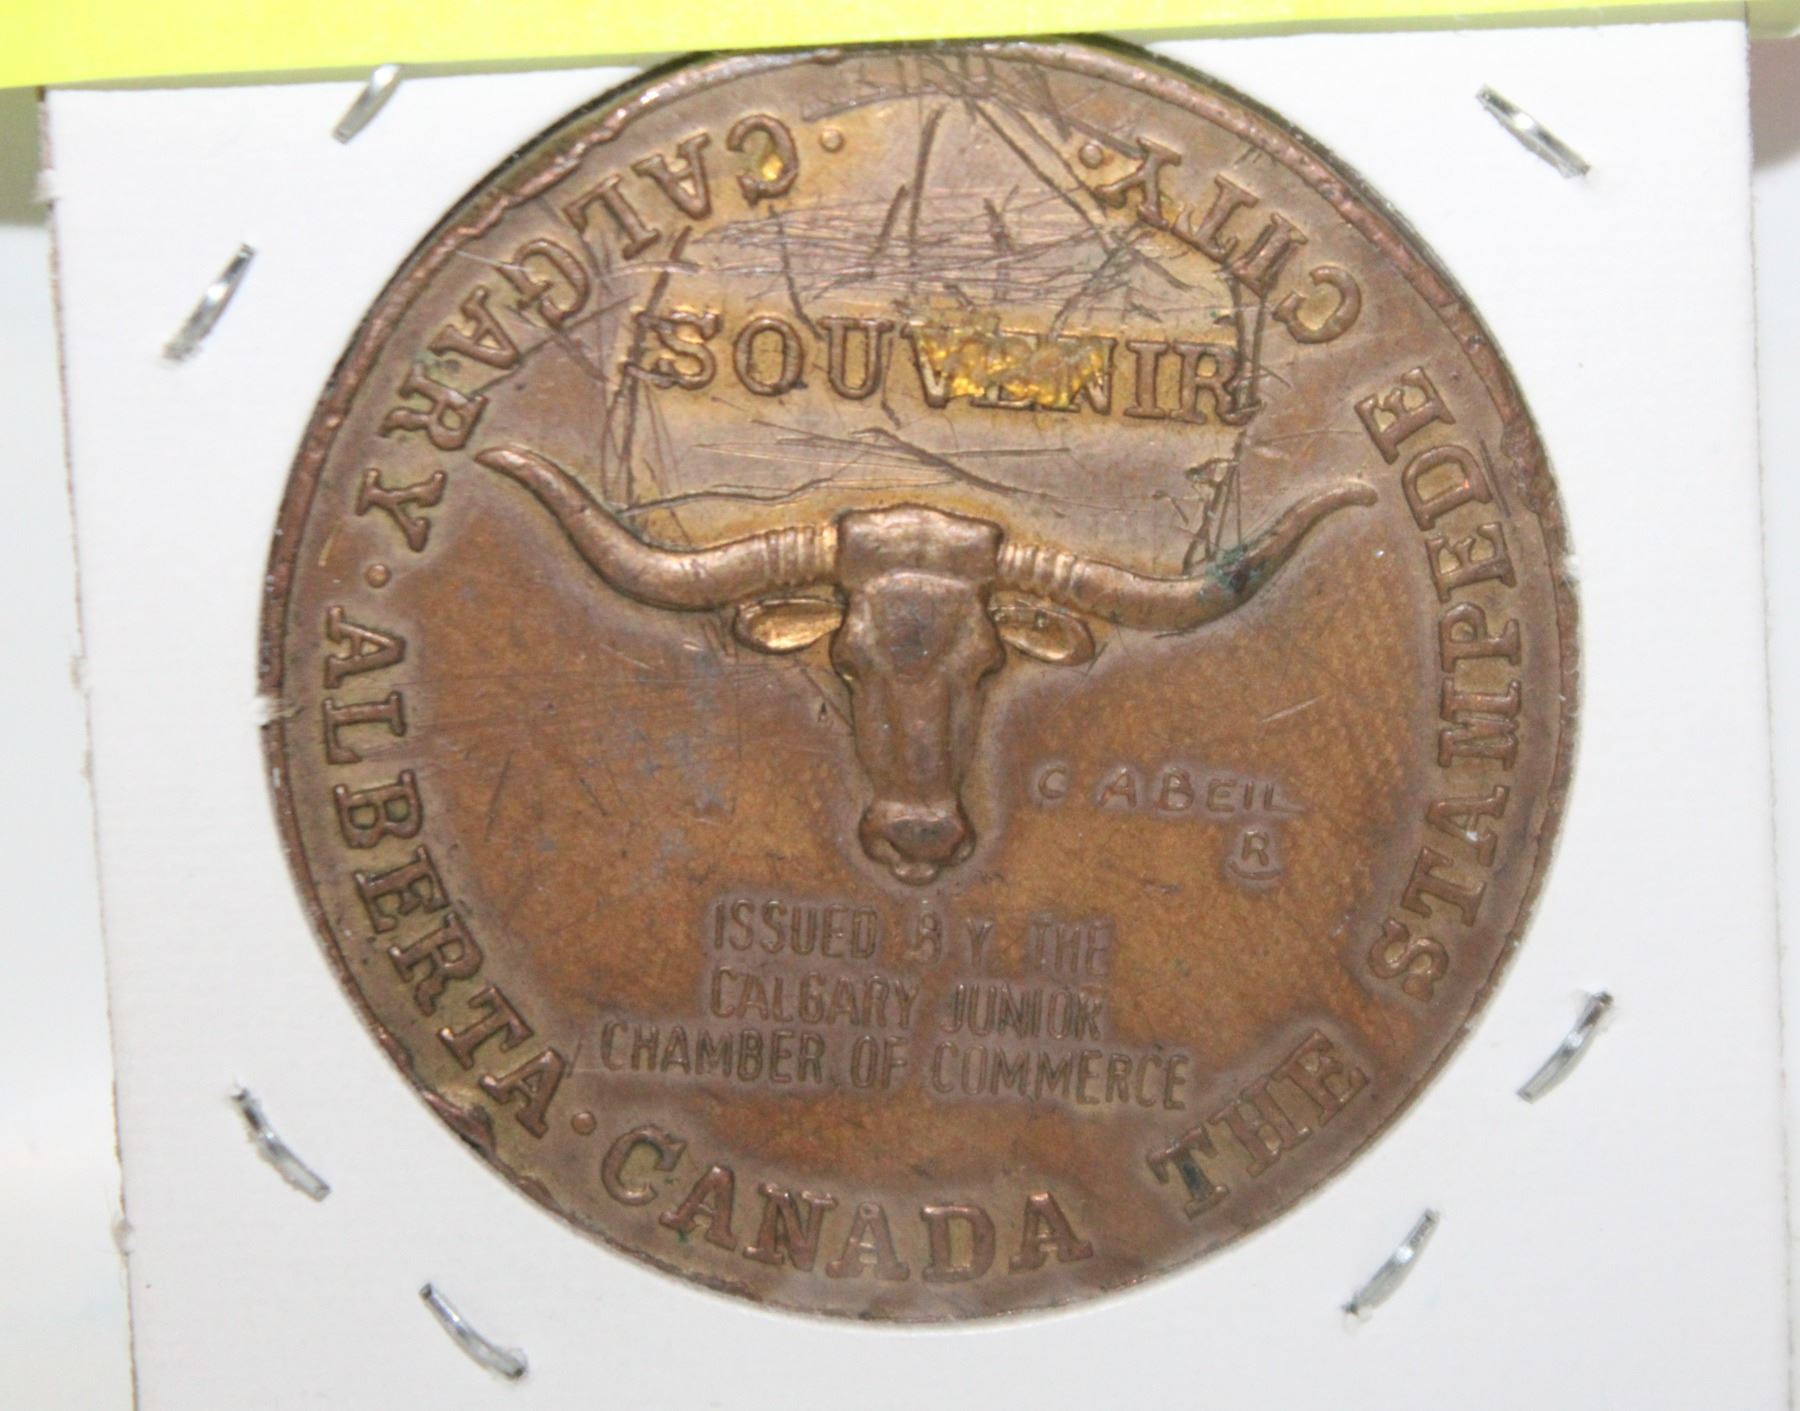 · CALGARY · ALBERTA · CANADA THE STAMPEDE CITY ·
SOUVENIR
C ABEIL
R
ISSUED BY THE
CALGARY JUNIOR
CHAMBER OF COMMERCE